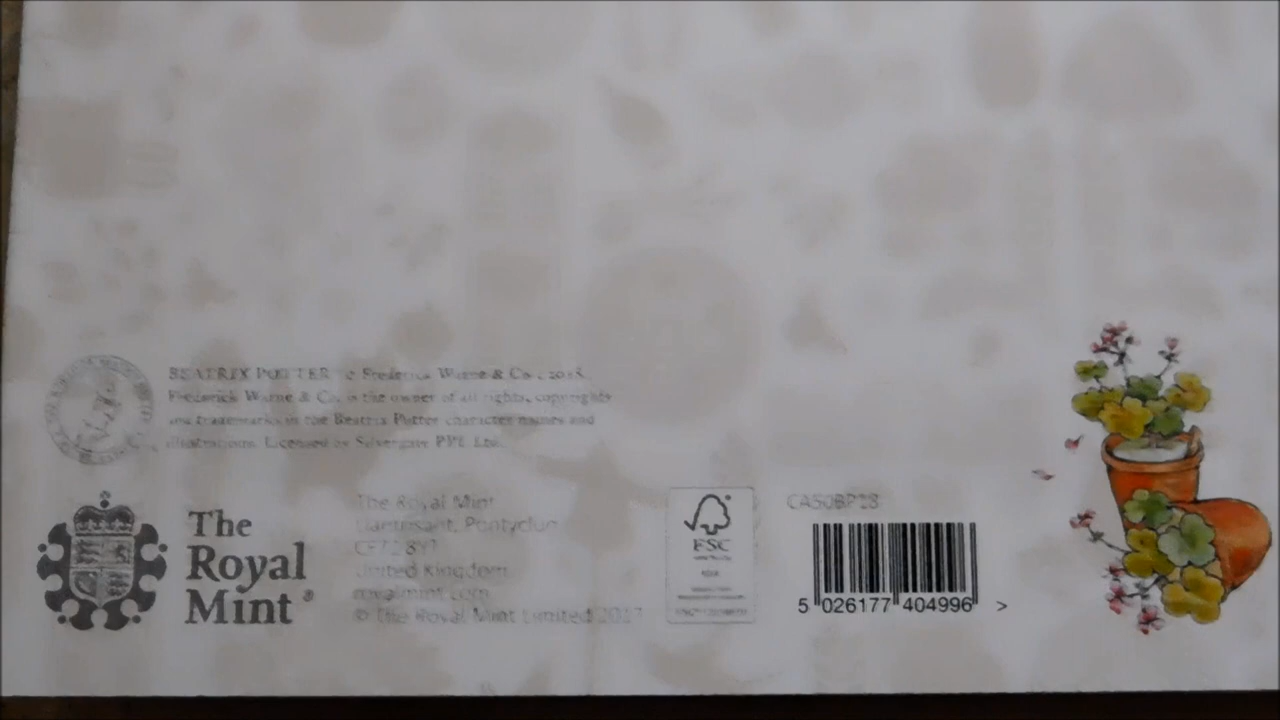 BEATRIX POTTER © Frederick Warne & Co., 2018.
Frederick Warne & Co. is the owner of all rights, copyrights
and trademarks in the Beatrix Potter character names and
illustrations. Licensed by Silvergate PPL Ltd.
The
Royal
Mint®
The Royal Mint
Llantrisant, Pontyclun
CF72 8YT
United Kingdom
royalmint.com
© The Royal Mint Limited 2017
FSC
CA50BP18
5 026177 404996 >